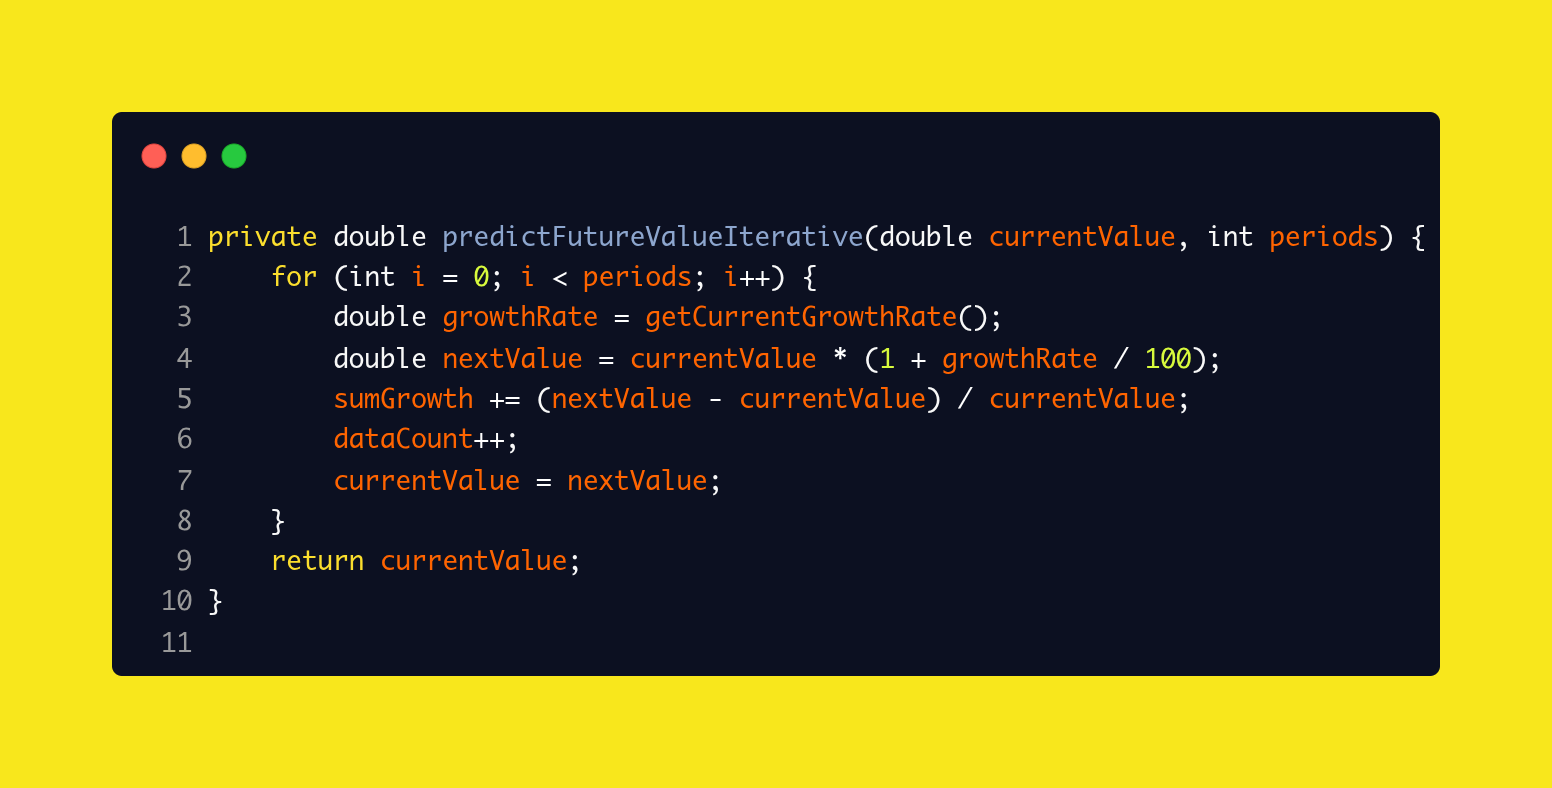 1 private double predictFutureValueIterative(double currentValue, int periods) {
2     for (int i = 0; i < periods; i++) {
3         double growthRate = getCurrentGrowthRate();
4         double nextValue = currentValue * (1 + growthRate / 100);
5         sumGrowth += (nextValue - currentValue) / currentValue;
6         dataCount++;
7         currentValue = nextValue;
8     }
9     return currentValue;
10 }
11